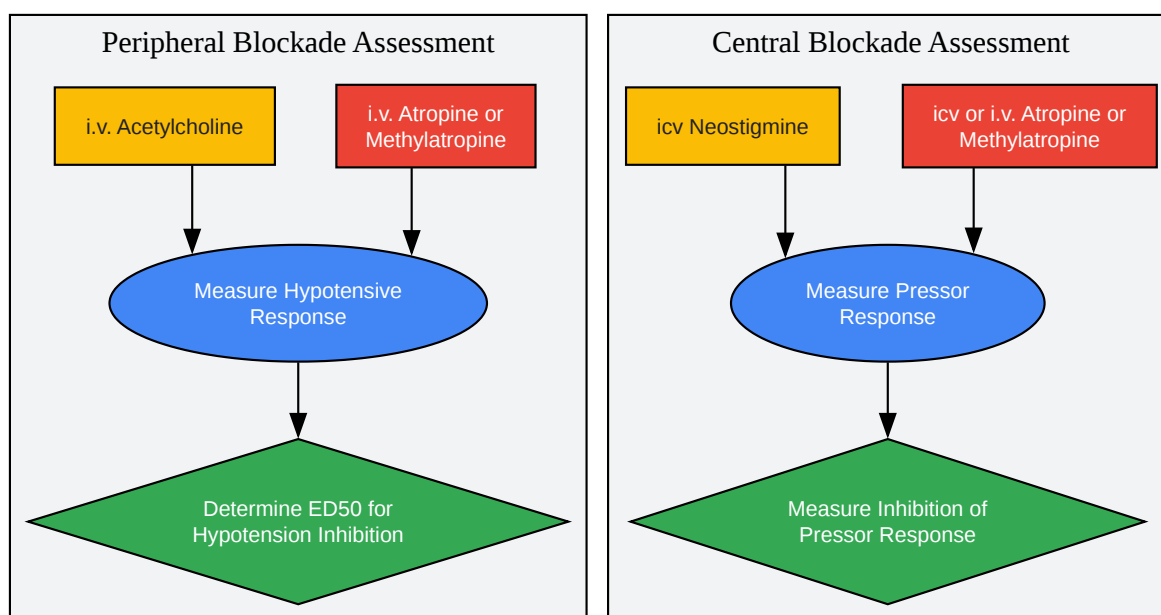 Peripheral Blockade Assessment
i.v. Acetylcholine
i.v. Atropine or
Methylatropine
Measure Hypotensive
Response
Determine ED50 for
Hypotension Inhibition
Central Blockade Assessment
icv Neostigmine
icv or i.v. Atropine or
Methylatropine
Measure Pressor
Response
Measure Inhibition of
Pressor Response